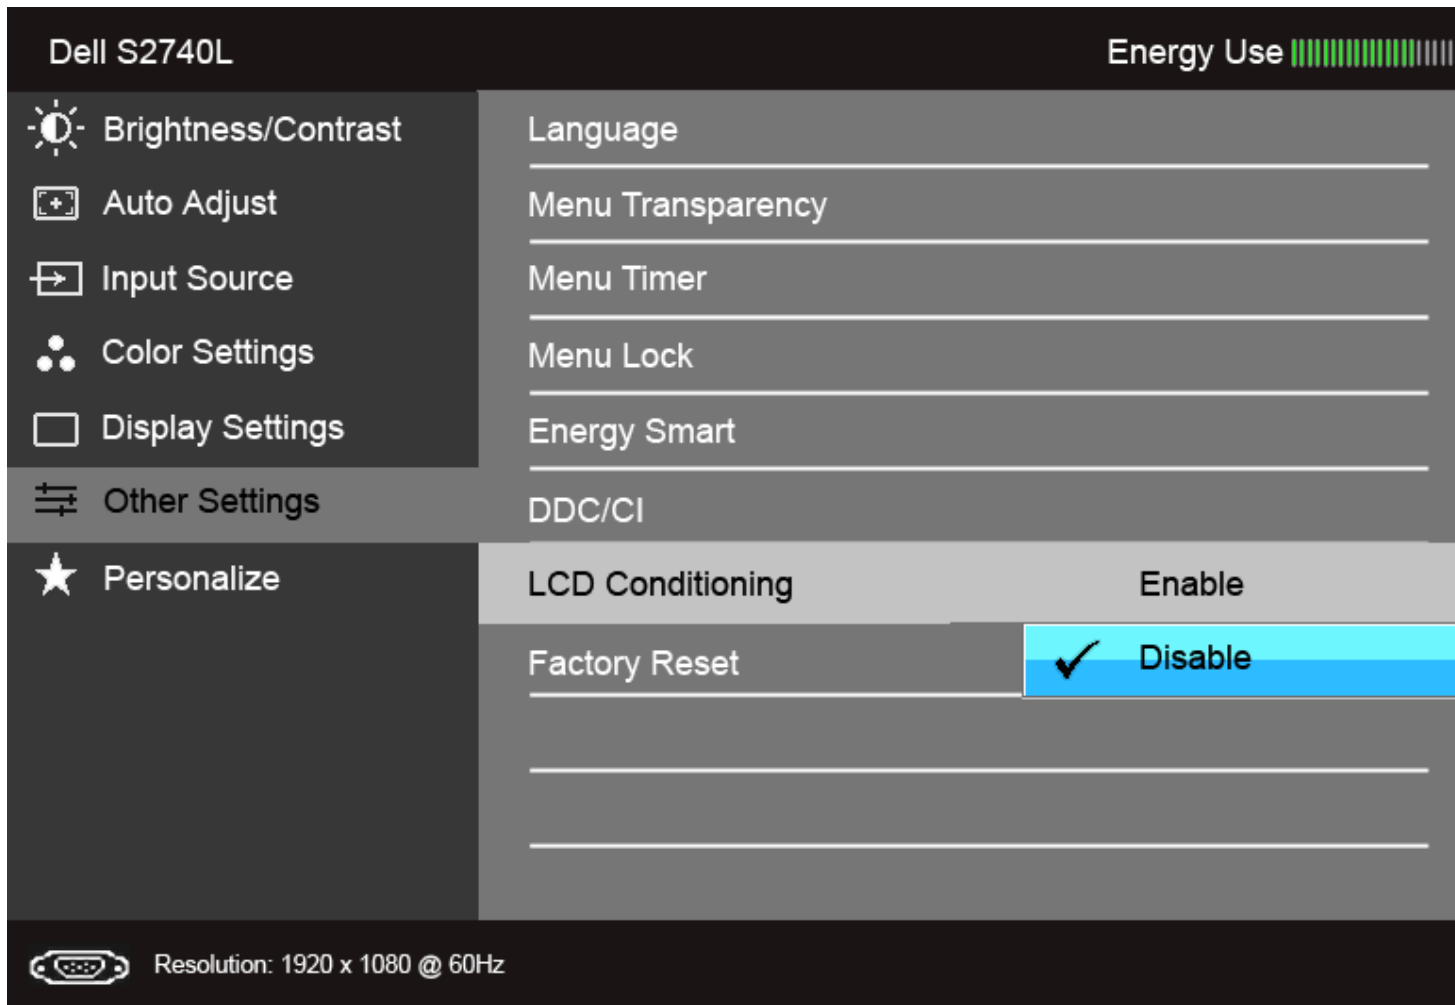 Dell S2740L Energy Use
Brightness/Contrast
Auto Adjust
Input Source
Color Settings
Display Settings
Other Settings
Personalize
Language
Menu Transparency
Menu Timer
Menu Lock
Energy Smart
DDC/CI
LCD Conditioning Enable
Factory Reset Disable
Resolution: 1920 x 1080 @ 60Hz